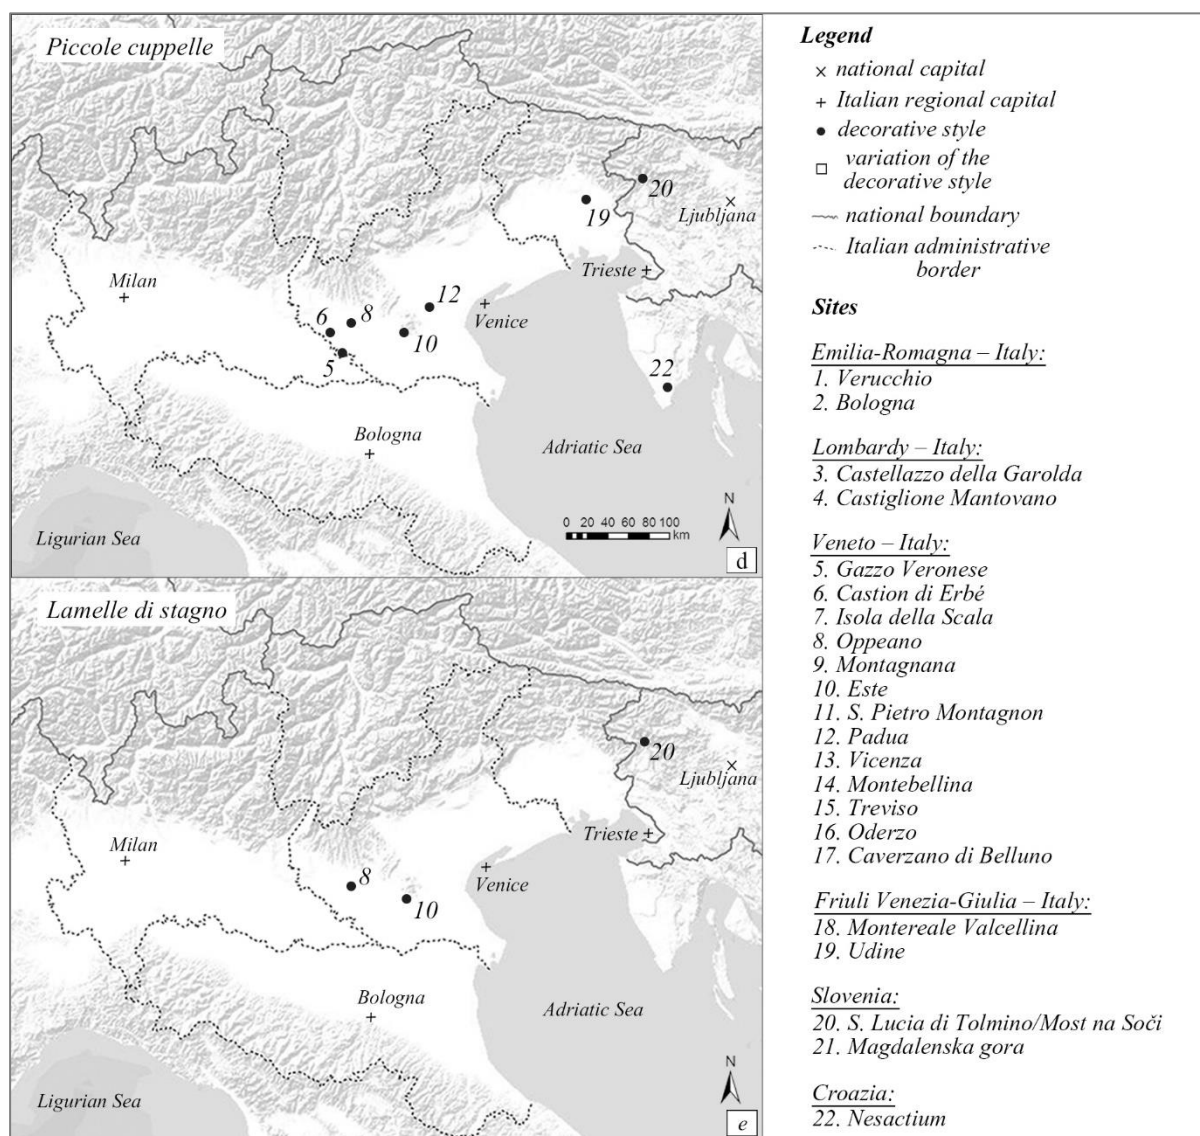 Piccole cuppelle
20
Ljubljana
19
Trieste
Milan
12
Venice
6
8
10
5
22
Bologna
Adriatic Sea
N
0 20 40 60 80 100
km
Ligurian Sea
d
Lamelle di stagno
20
Ljubljana
Trieste
Milan
8
Venice
10
Bologna
Adriatic Sea
N
Ligurian Sea
e
Legend
national capital
Italian regional capital
decorative style
variation of the
decorative style
national boundary
Italian administrative
border
Sites
Emilia-Romagna – Italy:
1. Verucchio
2. Bologna
Lombardy – Italy:
3. Castellazzo della Garolda
4. Castiglione Mantovano
Veneto – Italy:
5. Gazzo Veronese
6. Castion di Erbé
7. Isola della Scala
8. Oppeano
9. Montagnana
10. Este
11. S. Pietro Montagnon
12. Padua
13. Vicenza
14. Montebellina
15. Treviso
16. Oderzo
17. Caverzano di Belluno
Friuli Venezia-Giulia – Italy:
18. Montereale Valcellina
19. Udine
Slovenia:
20. S. Lucia di Tolmino/Most na Soči
21. Magdalenska gora
Croazia:
22. Nesactium